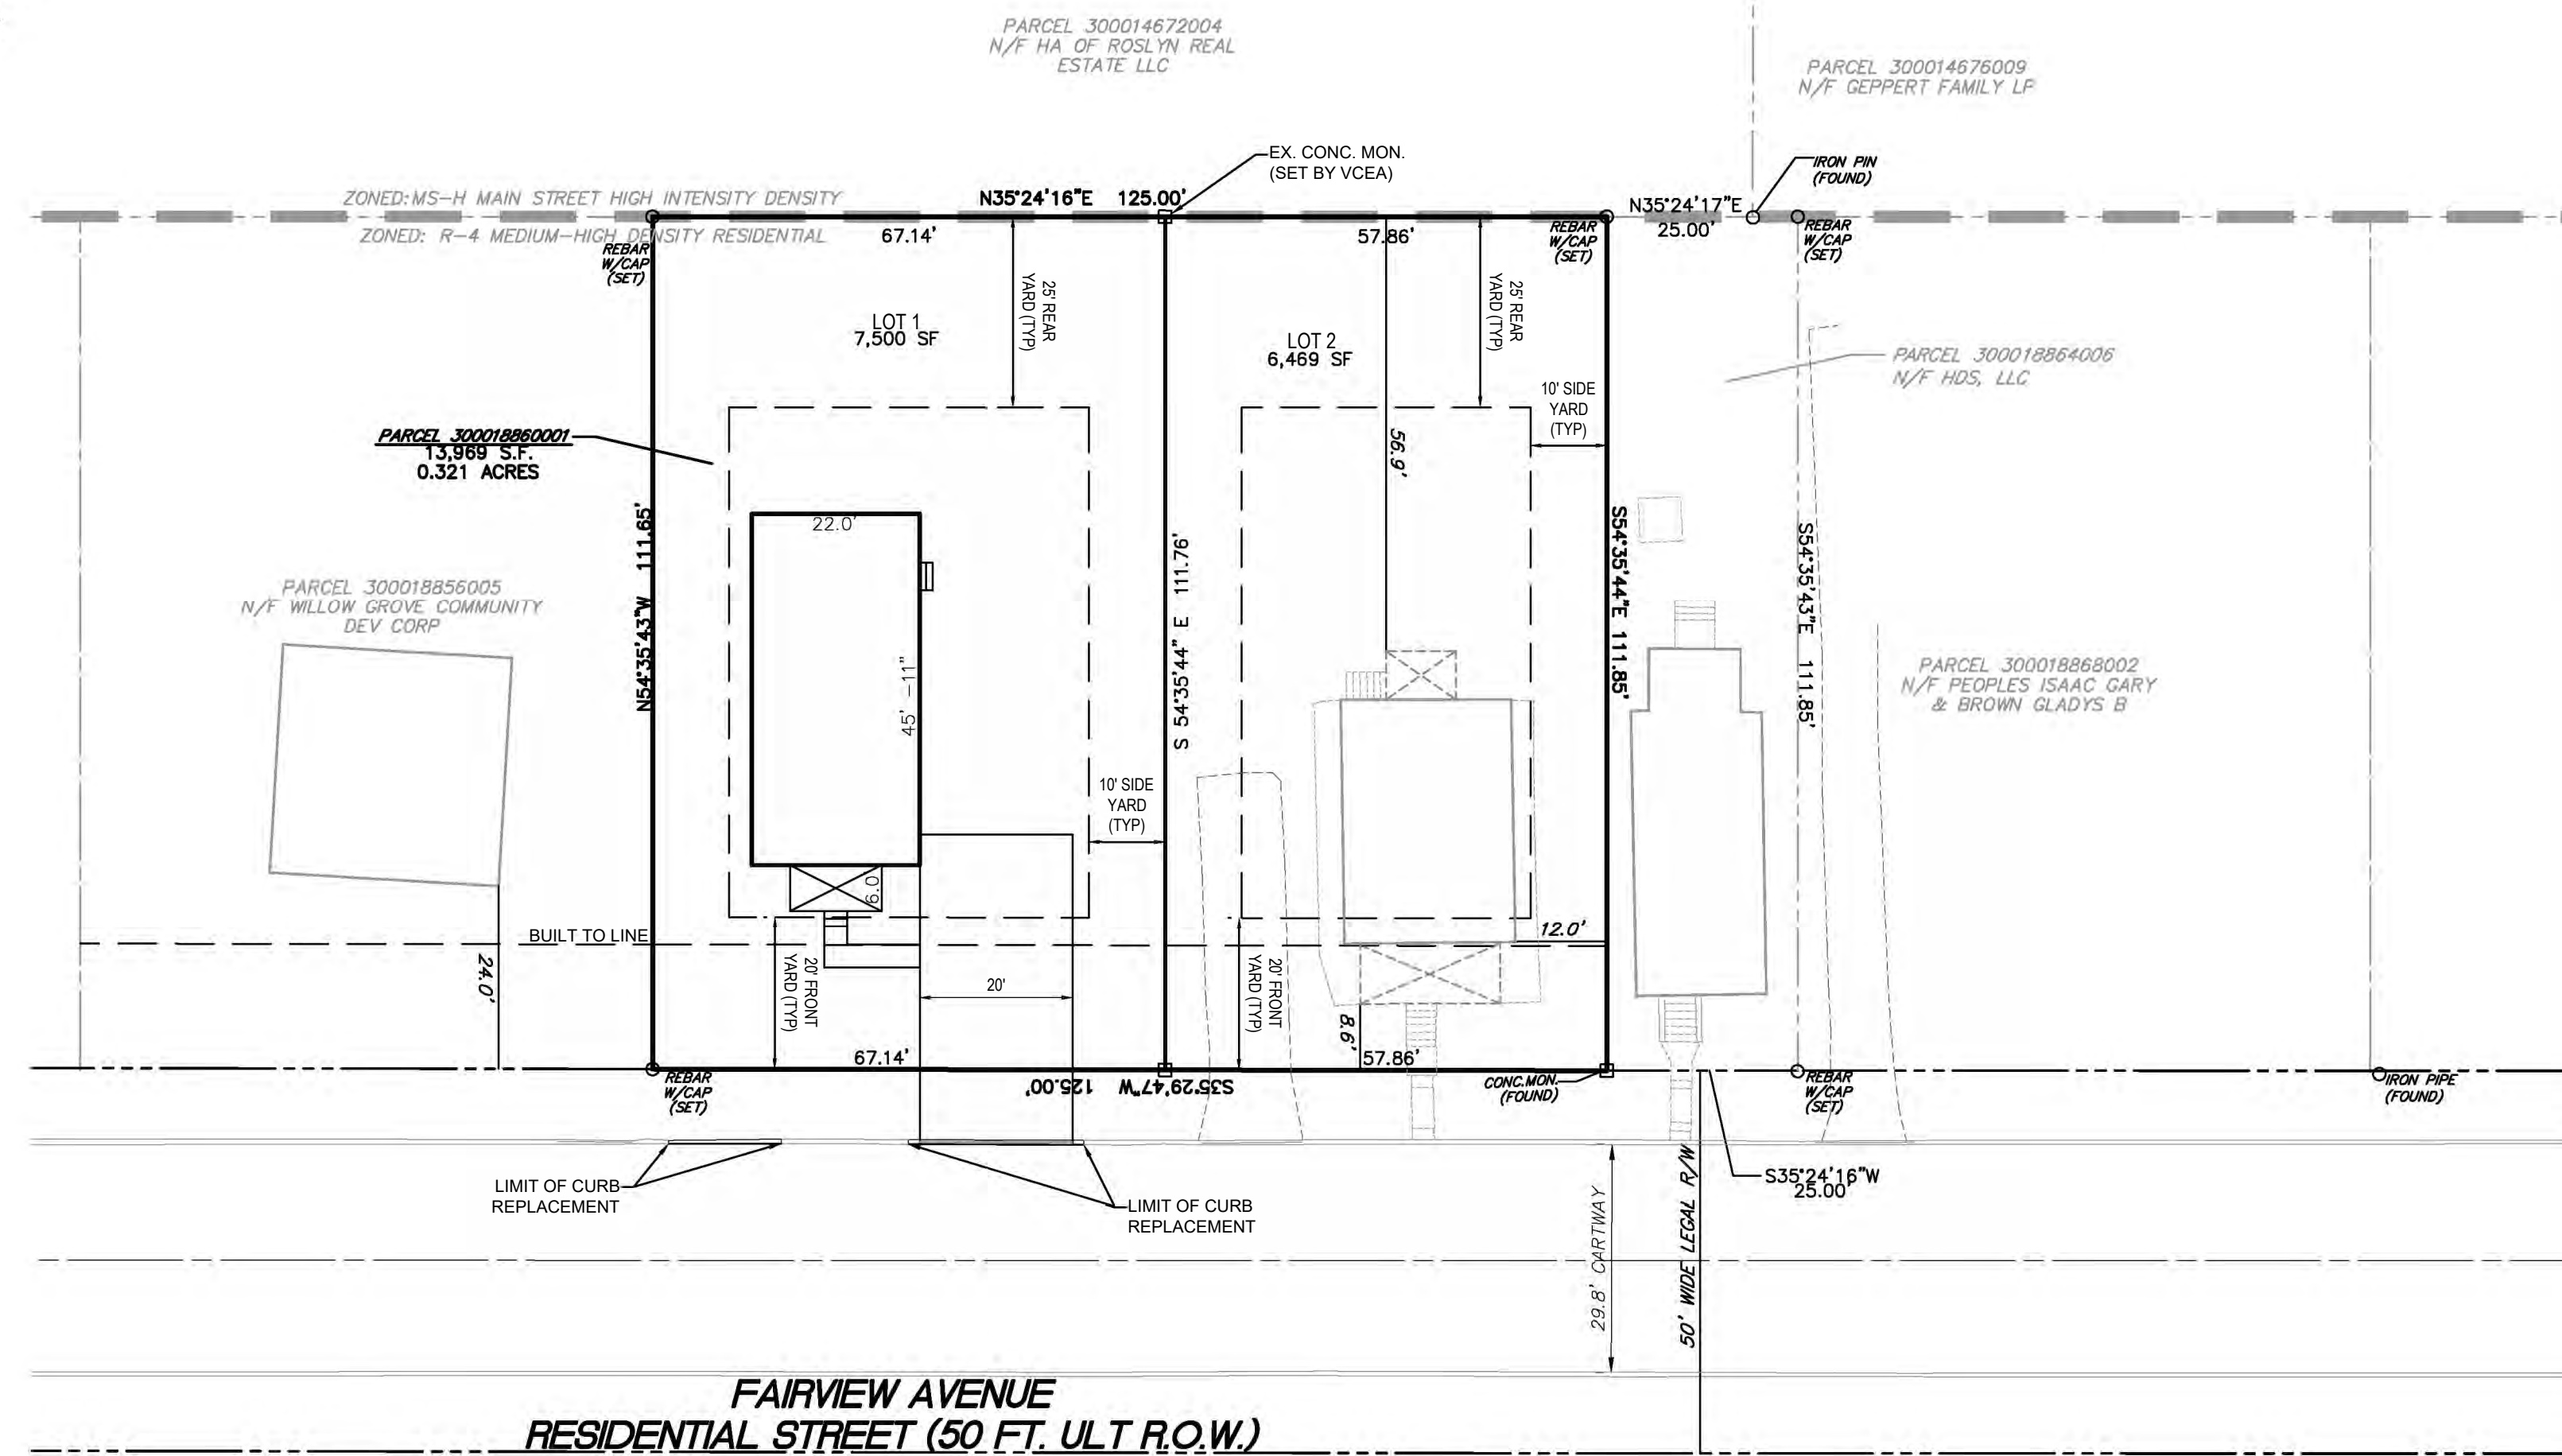 PARCEL 300014672004
N/F HA OF ROSLYN REAL
ESTATE LLC
PARCEL 300014676009
N/F GEPPERT FAMILY LP
EX. CONC. MON.
(SET BY VCEA)
IRON PIN
(FOUND)
ZONED:MS-H MAIN STREET HIGH INTENSITY DENSITY
N35°24'16"E 125.00'
N35°24'17"E
25.00'
ZONED: R-4 MEDIUM-HIGH DENSITY RESIDENTIAL
67.14'
57.86'
REBAR
W/CAP
(SET)
REBAR
W/CAP
(SET)
REBAR
W/CAP
(SET)
25' REAR
YARD (TYP)
25' REAR
YARD (TYP)
LOT 1
7,500 SF
LOT 2
6,469 SF
PARCEL 300018864006
N/F HDS, LLC
10' SIDE
YARD
(TYP)
PARCEL 300018860001
13,969 S.F.
0.321 ACRES
56.9'
22.0'
N54°35'43"W 111.65'
S 54°35'44" E 111.76'
S54°35'44"E 111.85'
S54°35'43"E 111.85'
PARCEL 300018856005
N/F WILLOW GROVE COMMUNITY
DEV CORP
45' -11"
PARCEL 300018868002
N/F PEOPLES ISAAC GARY
& BROWN GLADYS B
10' SIDE
YARD
(TYP)
6.0'
BUILT TO LINE
12.0'
24.0'
20' FRONT
YARD (TYP)
20'
20' FRONT
YARD (TYP)
8.6'
67.14'
57.86'
REBAR
W/CAP
(SET)
S35°29'47"W 125.00'
CONC.MON.
(FOUND)
REBAR
W/CAP
(SET)
IRON PIPE
(FOUND)
LIMIT OF CURB
REPLACEMENT
LIMIT OF CURB
REPLACEMENT
S35°24'16"W
25.00'
29.8' CARTWAY
50' WIDE LEGAL R/W
FAIRVIEW AVENUE
RESIDENTIAL STREET (50 FT. ULT R.O.W.)